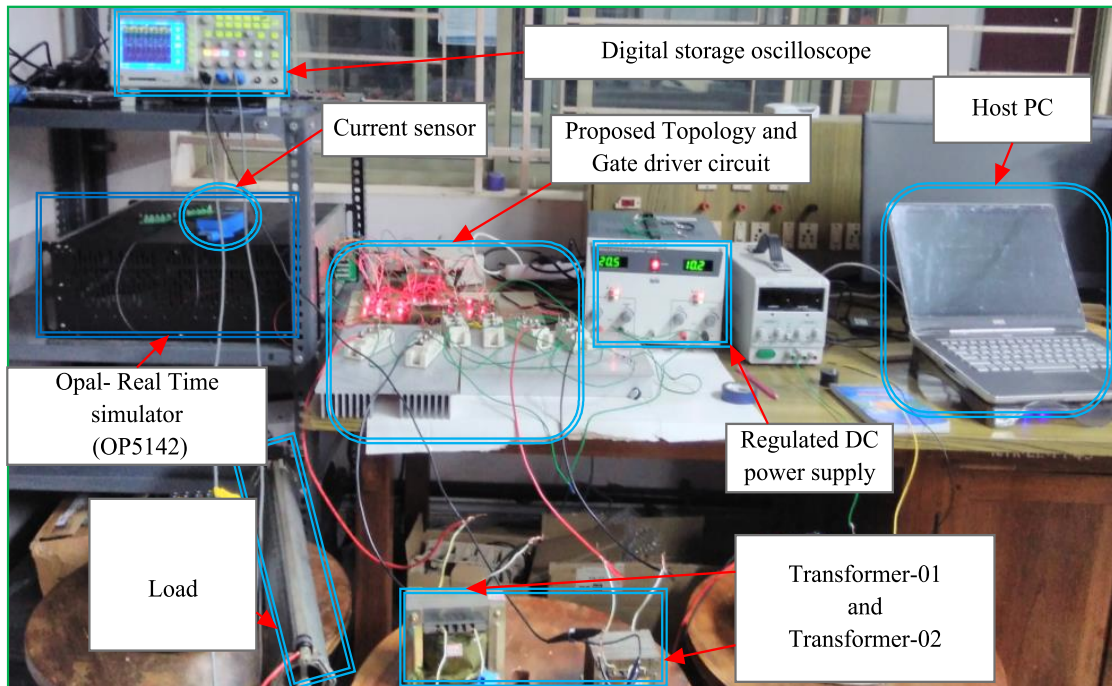 Digital storage oscilloscope
Host PC
Current sensor
Proposed Topology and
Gate driver circuit
20.5
10.2
Opal- Real Time
simulator
(OP5142)
Regulated DC
power supply
Load
Transformer-01
and
Transformer-02